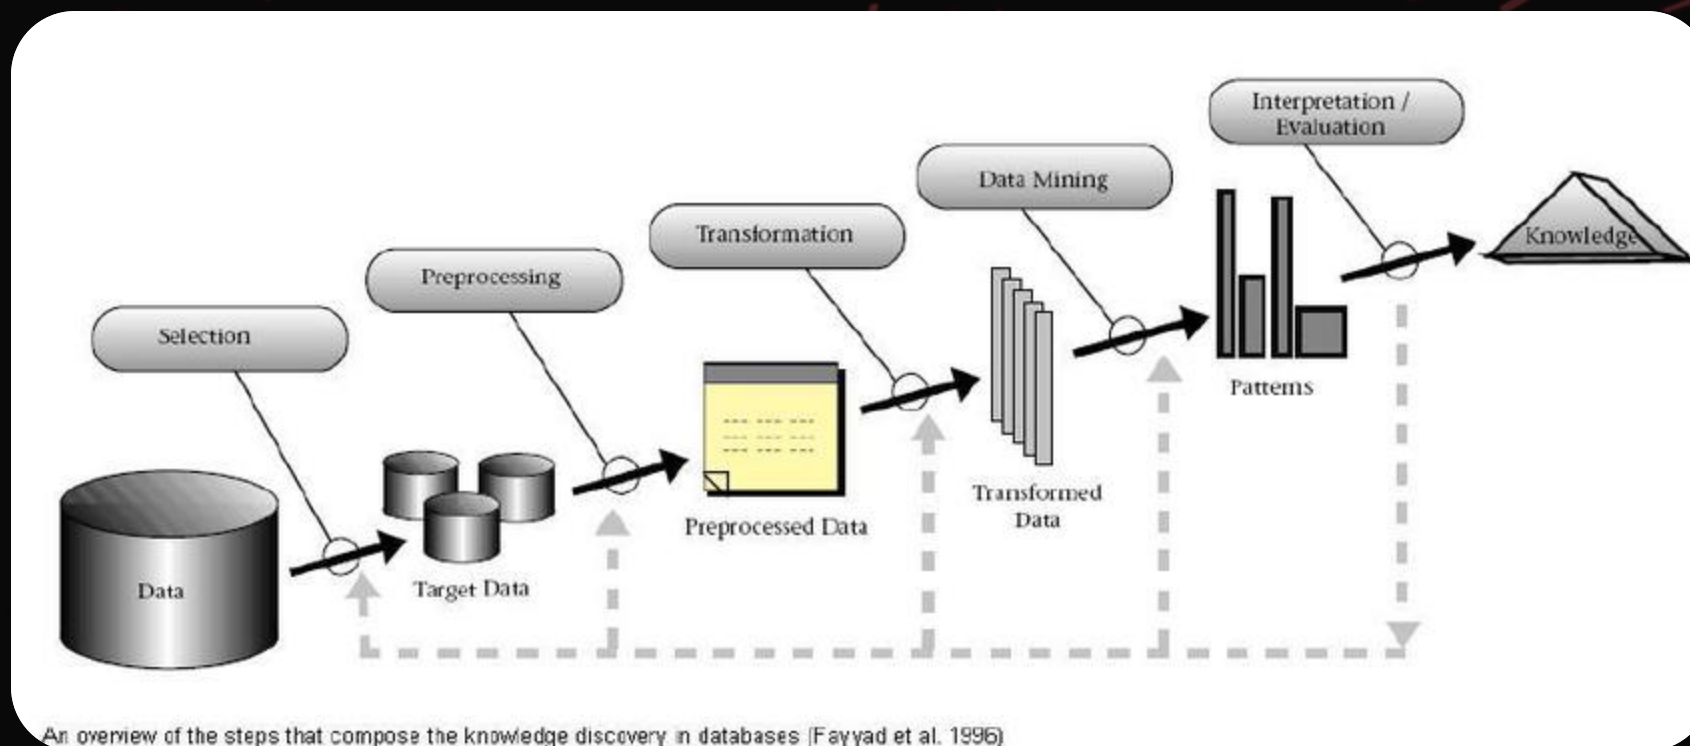 Interpretation /
Evaluation
Data Mining
Transformation
Preprocessing
Selection
Knowledge
Patterns
Transformed
Data
Preprocessed Data
Target Data
Data
An overview of the steps that compose the knowledge discovery in databases (Fayyad et al. 1996)